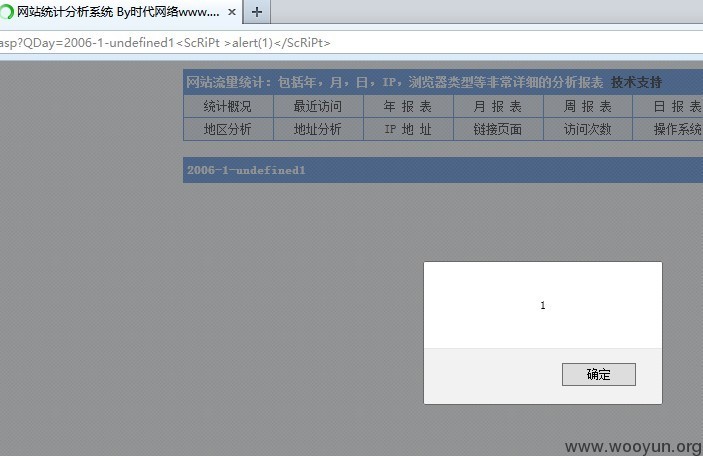 网站统计分析系统 By时代网络www....
asp?QDay=2006-1-undefined1<ScRiPt >alert(1)</ScRiPt>
网站流量统计：包括年，月，日，IP，浏览器类型等非常详细的分析报表 技术支持
统计概况 最近访问 年 报 表 月 报 表 周 报 表 日 报 表
地区分析 地址分析 IP 地 址 链接页面 访问次数 操作系统
2006-1-undefined1
1
确定
www.wooyun.org